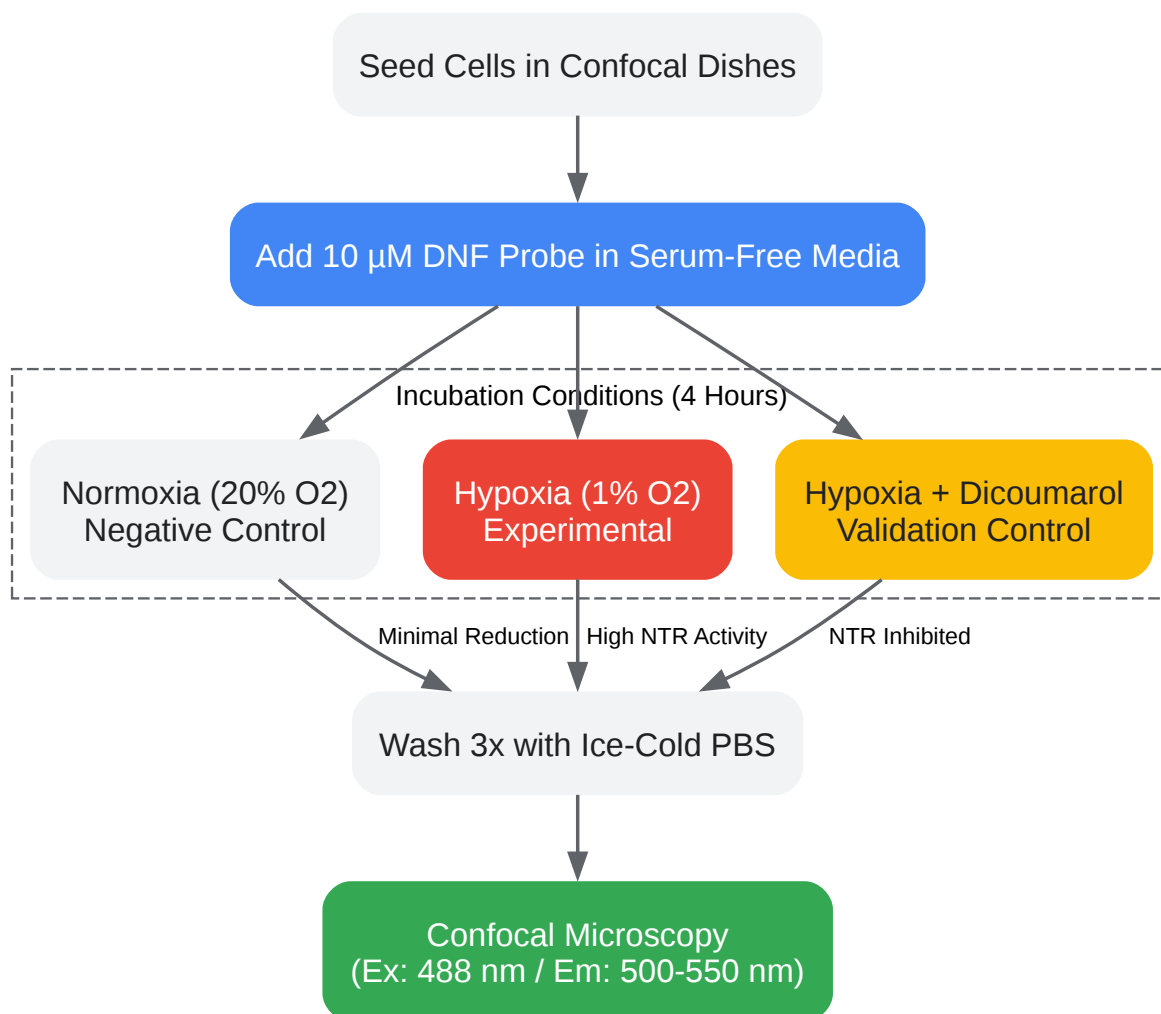 Seed Cells in Confocal Dishes
Add 10 µM DNF Probe in Serum-Free Media
Incubation Conditions (4 Hours)
Normoxia (20% O2)
Negative Control
Hypoxia (1% O2)
Experimental
Hypoxia + Dicoumarol
Validation Control
Minimal Reduction
High NTR Activity
NTR Inhibited
Wash 3x with Ice-Cold PBS
Confocal Microscopy
(Ex: 488 nm / Em: 500-550 nm)